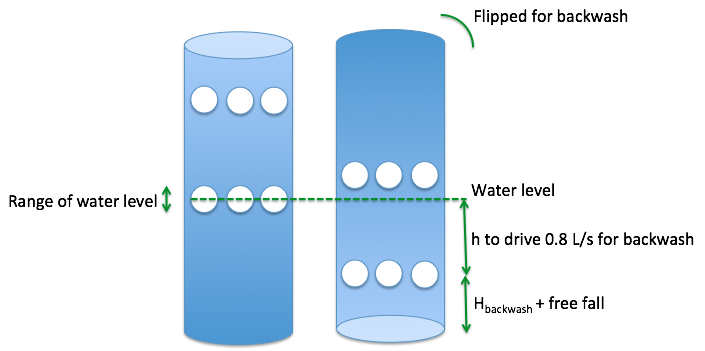 Flipped for backwash
Water level
Range of water level
h to drive 0.8 L/s for backwash
Hbackwash + free fall